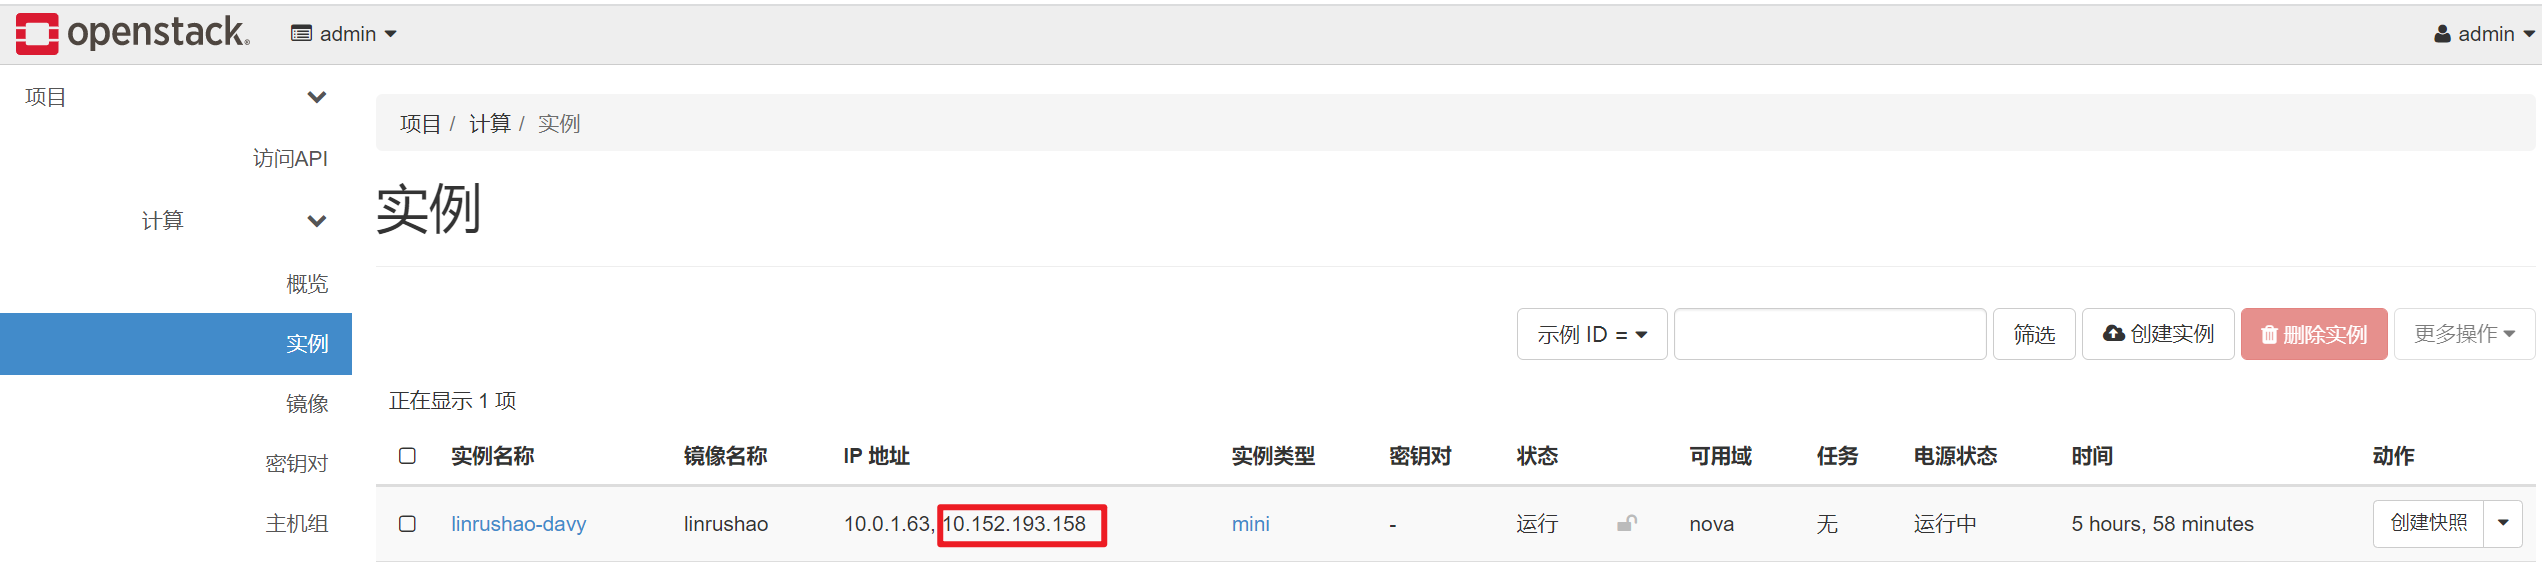 openstack. admin admin
项目
访问API
计算
概览
实例
镜像
密钥对
主机组
项目 / 计算 / 实例
实例
示例 ID = 筛选 创建实例 删除实例 更多操作
正在显示 1 项
实例名称 镜像名称 IP 地址 实例类型 密钥对 状态 可用域 任务 电源状态 时间 动作
linrushao-davy linrushao 10.0.1.63, 10.152.193.158 mini - 运行 nova 无 运行中 5 hours, 58 minutes 创建快照